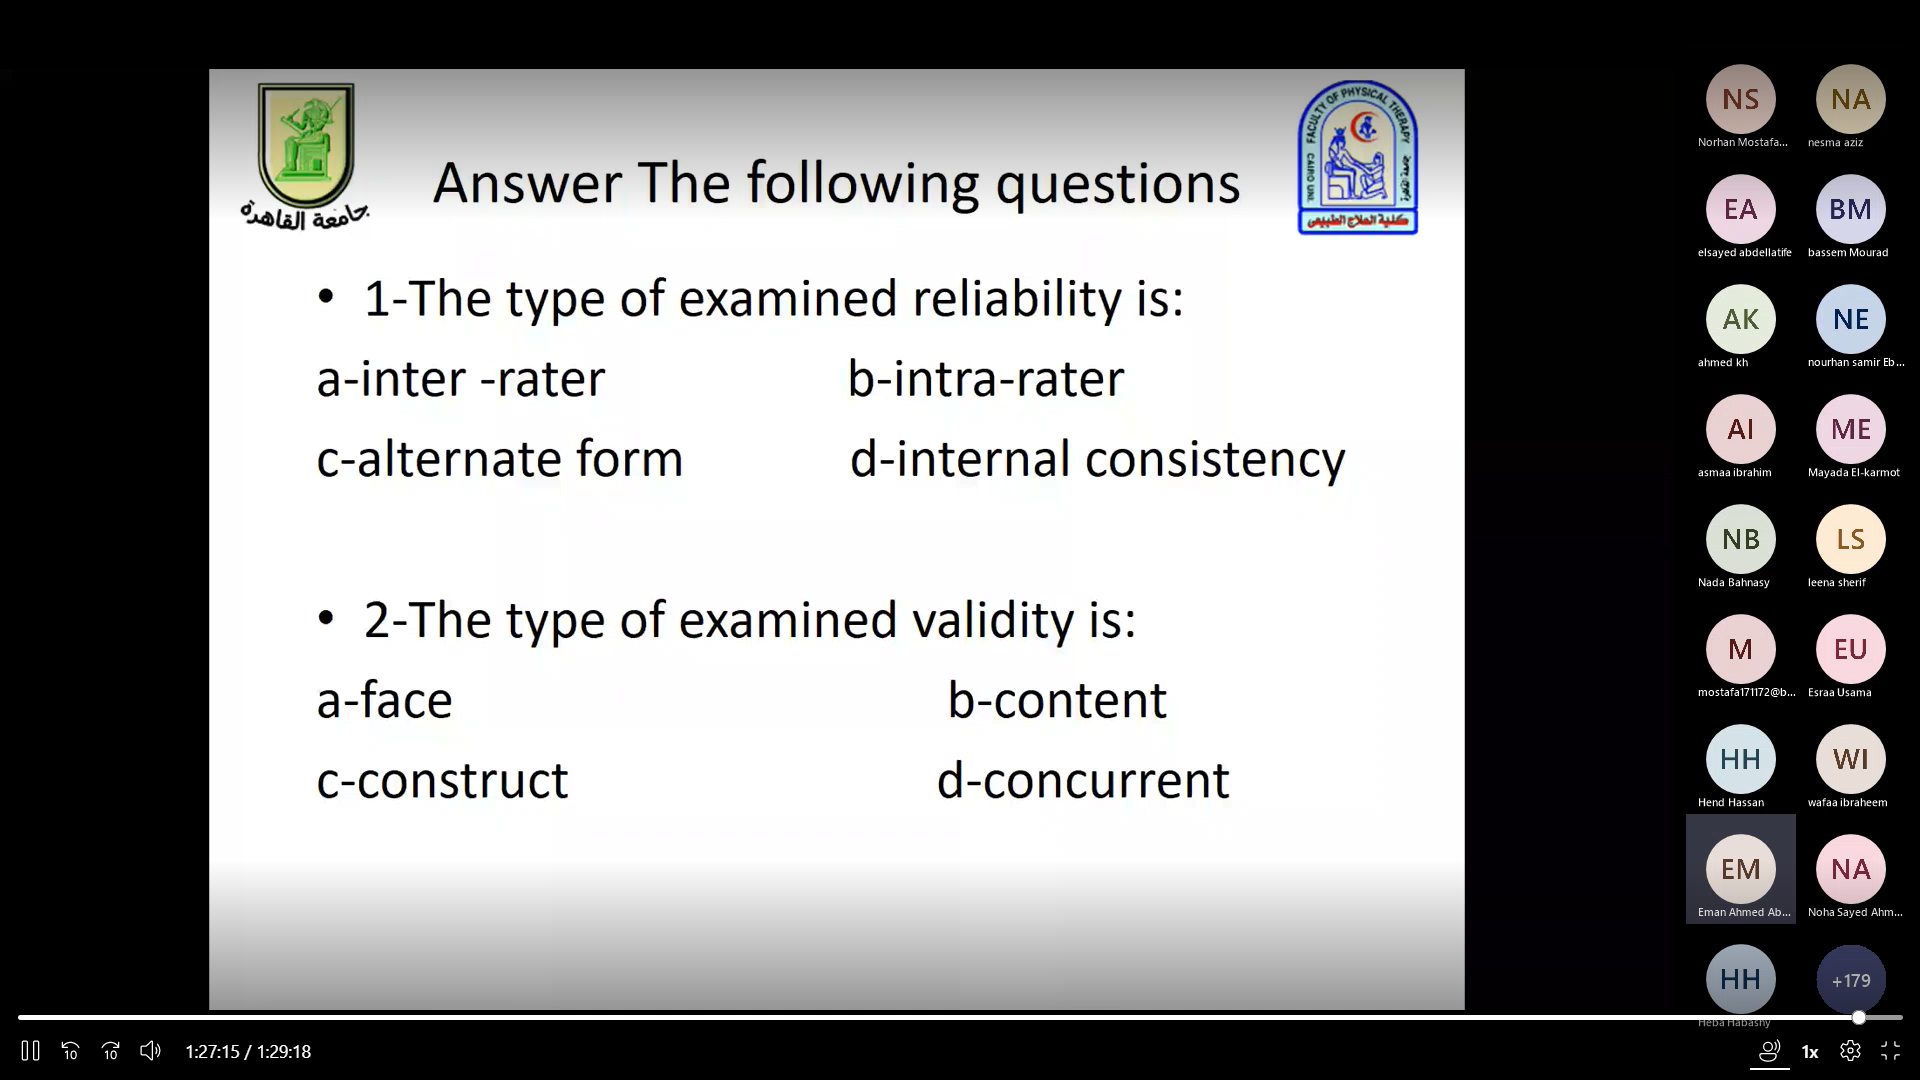 FACULTY OF PHYSICAL THERAPY
CAIRO UNI.
جامعة القاهرة
كلية العلاج الطبيعي
جامعة القاهرة
Answer The following questions
• 1-The type of examined reliability is:
a-inter -rater b-intra-rater
c-alternate form d-internal consistency
• 2-The type of examined validity is:
a-face b-content
c-construct d-concurrent
NS NA
Norhan Mostafa... nesma aziz
EA BM
elsayed abdellatife bassem Mourad
AK NE
ahmed kh nourhan samir Eb...
AI ME
asmaa ibrahim Mayada El-karmot
NB LS
Nada Bahnasy leena sherif
M EU
mostafa171172@b... Esraa Usama
HH WI
Hend Hassan wafaa ibraheem
EM NA
Eman Ahmed Ab... Noha Sayed Ahm...
HH +179
Heba Habashy
10 10 1:27:15 / 1:29:18 1x